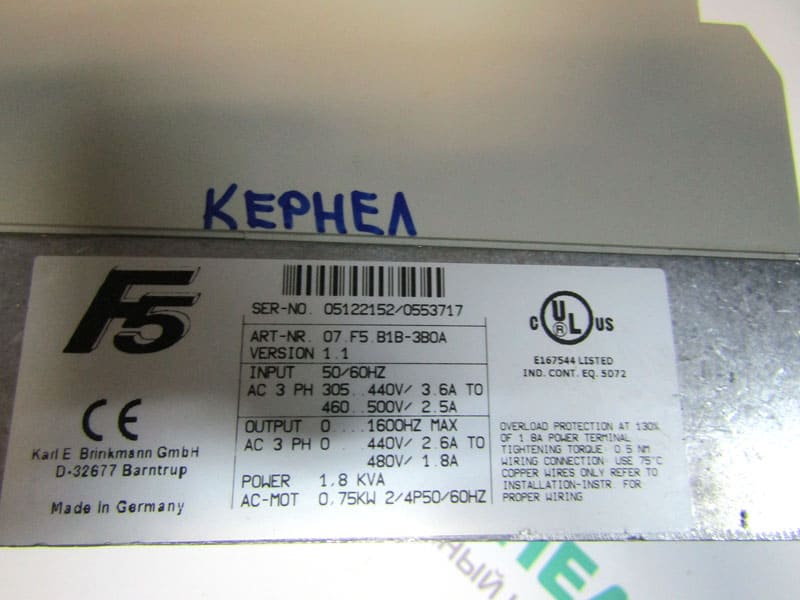 КЕРНЕЛ
F5
SER-NO. 05122152/0553717
ART-NR. 07.F5.B1B-3B0A
VERSION 1.1
INPUT 50/60HZ
AC 3 PH 305..440V/ 3.6A TO
460..500V/ 2.5A
OUTPUT 0....1600HZ MAX
AC 3 PH 0...440V/ 2.6A TO
480V/ 1.8A
POWER 1,8 KVA
AC-MOT 0,75KW 2/4P50/60HZ
CE
Karl E. Brinkmann GmbH
D-32677 Barntrup
Made in Germany
C UL® US
E167544 LISTED
IND. CONT. EQ. 5072
OVERLOAD PROTECTION AT 130%
OF 1.8A POWER TERMINAL
TIGHTENING TORQUE: 0.5 NM
WIRING CONNECTION: USE 75°C
COPPER WIRES ONLY REFER TO
INSTALLATION-INSTR. FOR
PROPER WIRING